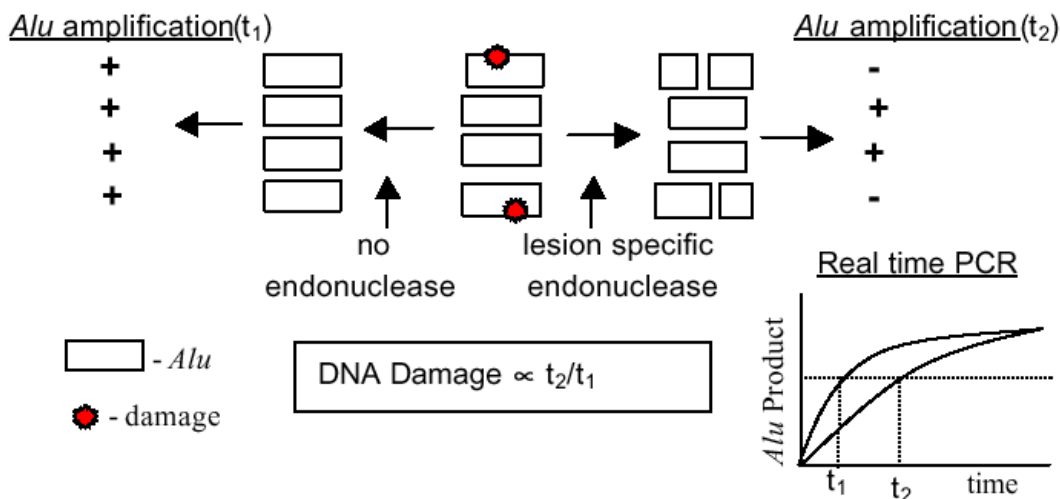 Alu amplification(t₁)
Alu amplification(t₂)
+
+
+
+
-
+
+
-
no
endonuclease
lesion specific
endonuclease
Real time PCR
- Alu
- damage
DNA Damage ∝ t₂/t₁
Alu Product
t₁
t₂
time